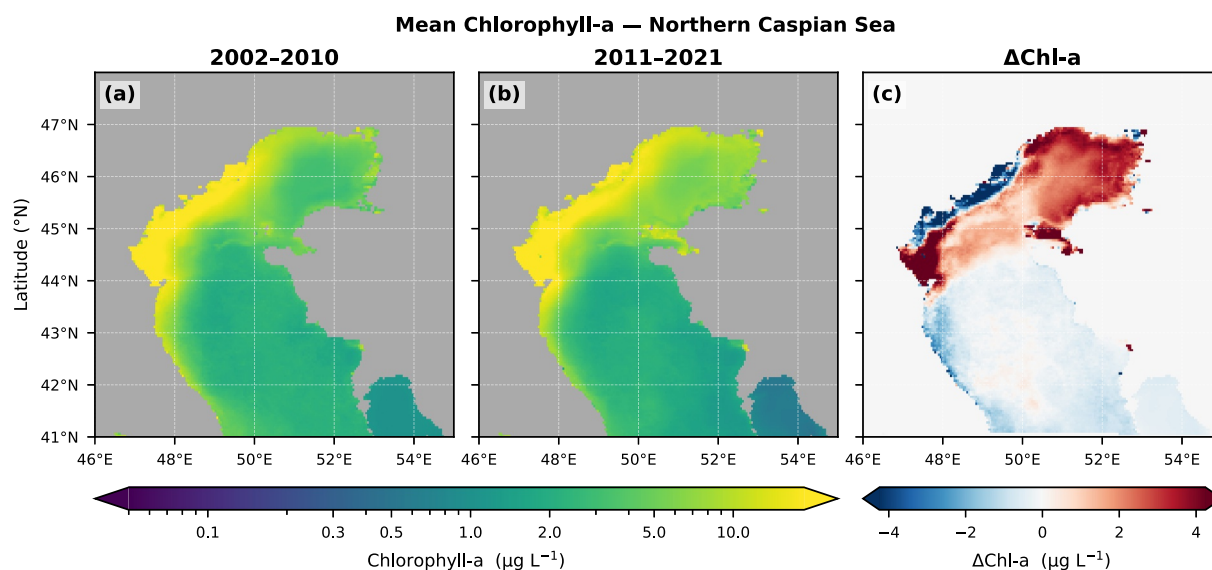 Mean Chlorophyll-a — Northern Caspian Sea
2002–2010
2011–2021
ΔChl-a
(a)
(b)
(c)
Latitude (°N)
47°N
46°N
45°N
44°N
43°N
42°N
41°N
46°E 48°E 50°E 52°E 54°E
46°E 48°E 50°E 52°E 54°E
46°E 48°E 50°E 52°E 54°E
0.1 0.3 0.5 1.0 2.0 5.0 10.0
Chlorophyll-a (µg L⁻¹)
−4 −2 0 2 4
ΔChl-a (µg L⁻¹)